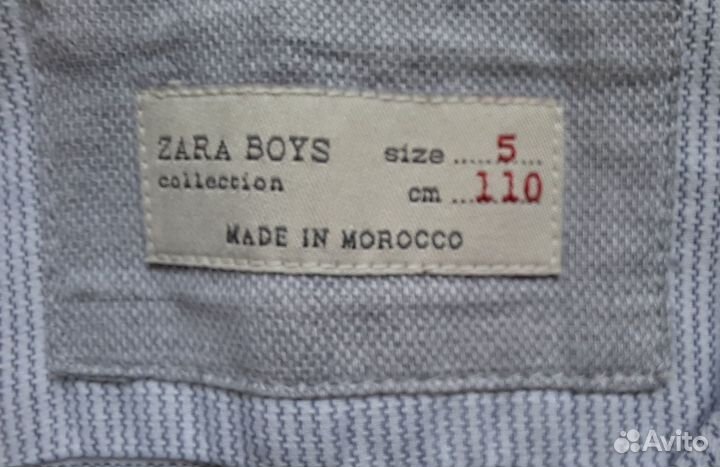 ZARA BOYS size ..... 5 ...
collection cm ... 110
MADE IN MOROCCO
Avito